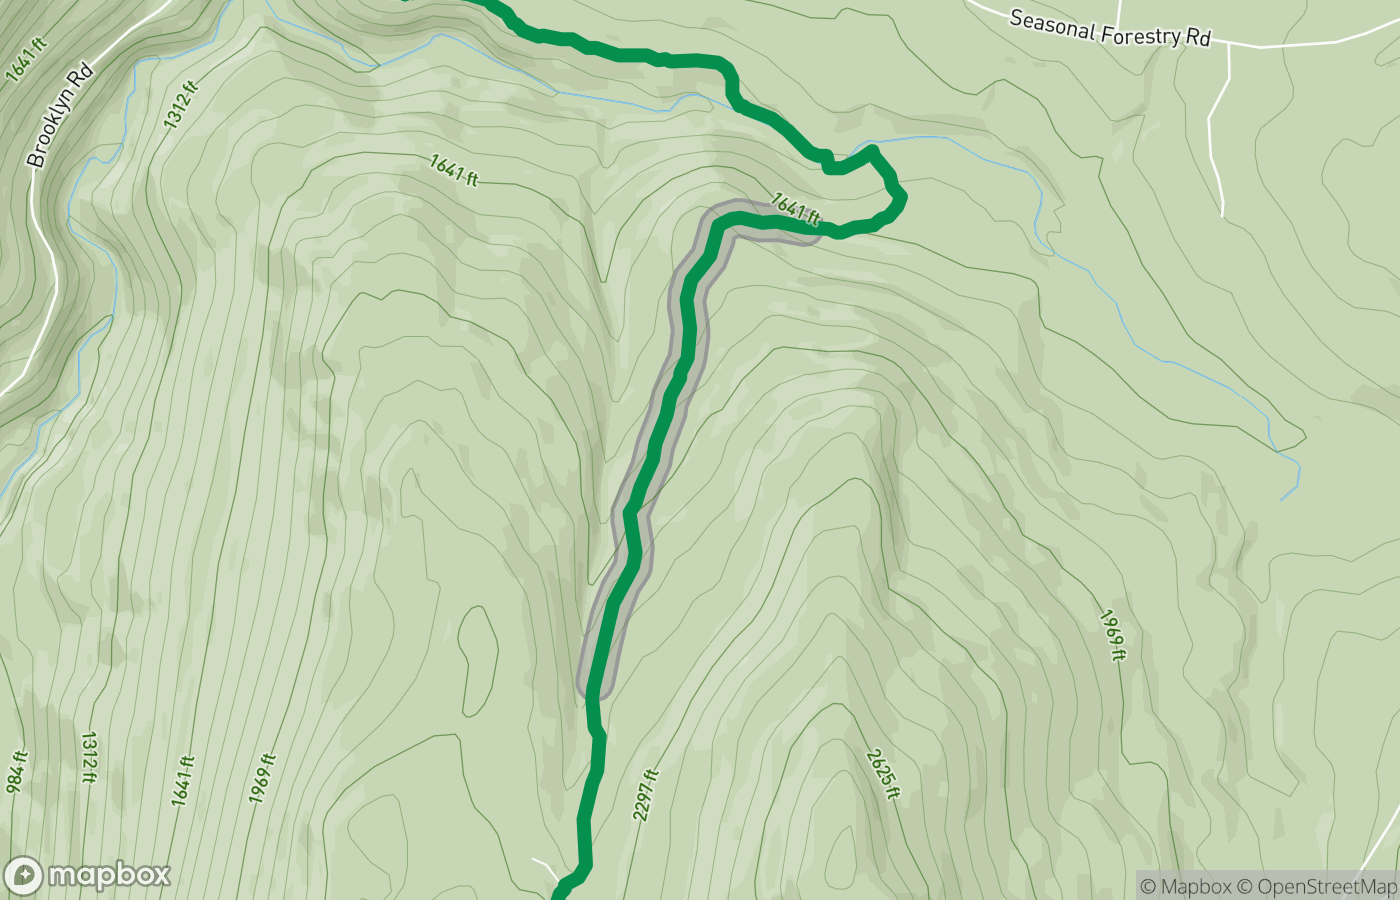 Seasonal Forestry Rd
1641 ft
Brooklyn Rd
1312 ft
1641 ft
1641 ft
1969 ft
1312 ft
984 ft
1641 ft
1969 ft
2297 ft
2625 ft
mapbox
© Mapbox © OpenStreetMap